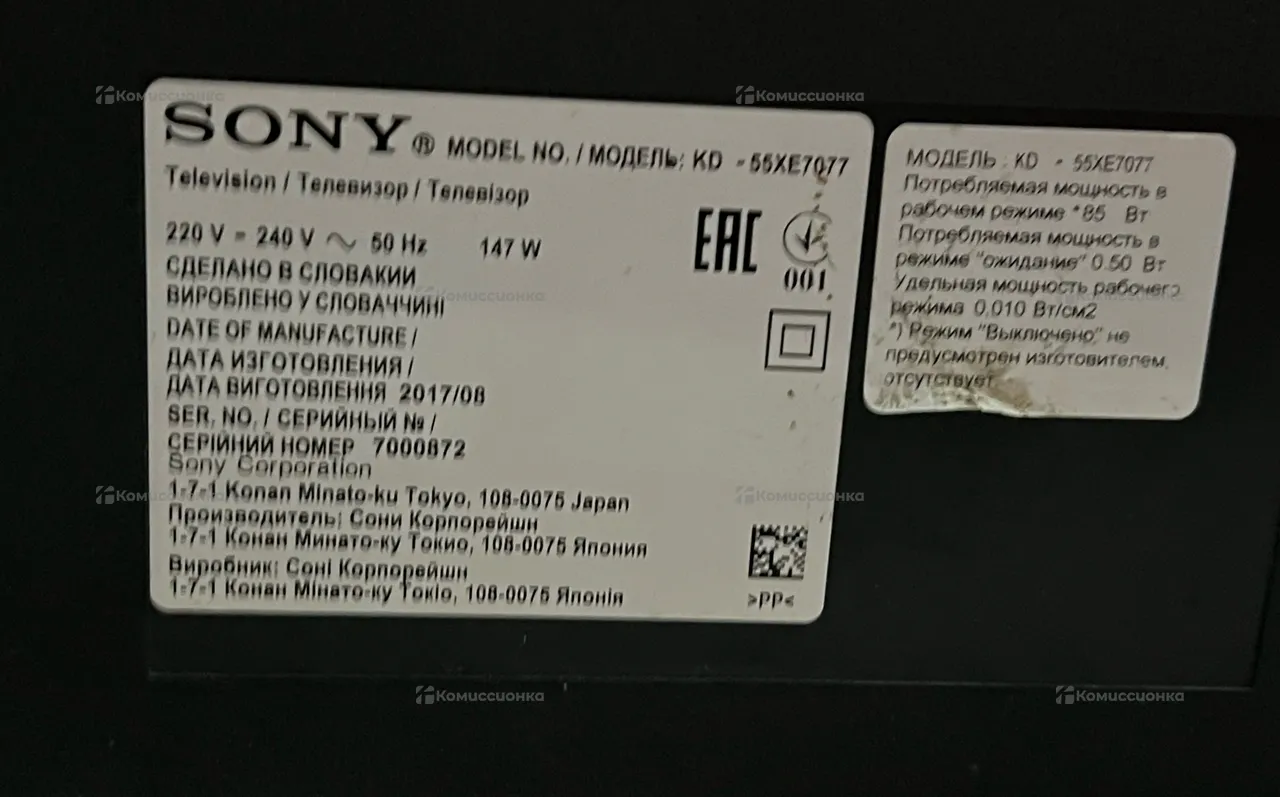 SONY® MODEL NO. / МОДЕЛЬ: KD - 55XE7077
Television / Телевизор / Телевізор
220 V - 240 V ~ 50 Hz 147 W
СДЕЛАНО В СЛОВАКИИ
ВИРОБЛЕНО У СЛОВАЧЧИНІ
DATE OF MANUFACTURE /
ДАТА ИЗГОТОВЛЕНИЯ /
ДАТА ВИГОТОВЛЕННЯ 2017/08
SER. NO. / СЕРИЙНЫЙ № /
СЕРІЙНИЙ НОМЕР 7000872
Sony Corporation
1-7-1 Konan Minato-ku Tokyo, 108-0075 Japan
Производитель: Сони Корпорейшн
1-7-1 Конан Минато-ку Токио, 108-0075 Япония
Виробник: Соні Корпорейшн
1-7-1 Конан Мінато-ку Токіо, 108-0075 Японія
EAC
001
>PP<
МОДЕЛЬ : KD - 55XE7077
Потребляемая мощность в
рабочем режиме *85 Вт
Потребляемая мощность в
режиме "ожидание" 0.50 Вт
Удельная мощность рабочего
режима 0.010 Вт/см2
*) Режим "Выключено" не
предусмотрен изготовителем,
отсутствует
Комиссионка
Комиссионка
Комиссионка
Комиссионка
Комиссионка
Комиссионка
Комиссионка
Комиссионка